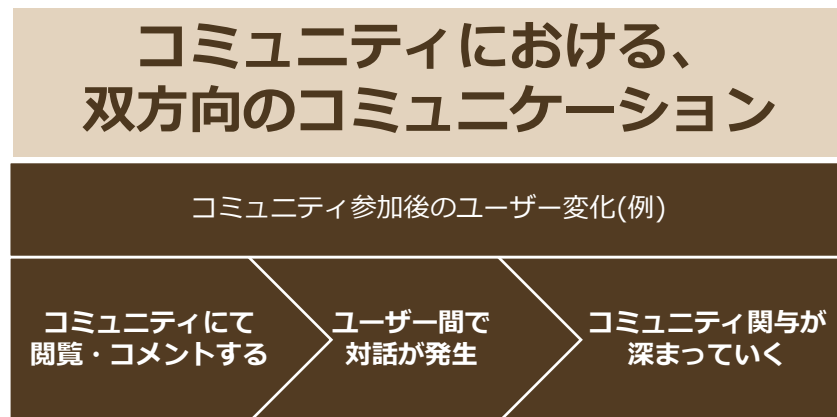 コミュニティにおける、
双方向のコミュニケーション
コミュニティ参加後のユーザー変化(例)
コミュニティにて
閲覧・コメントする
ユーザー間で
対話が発生
コミュニティ関与が
深まっていく